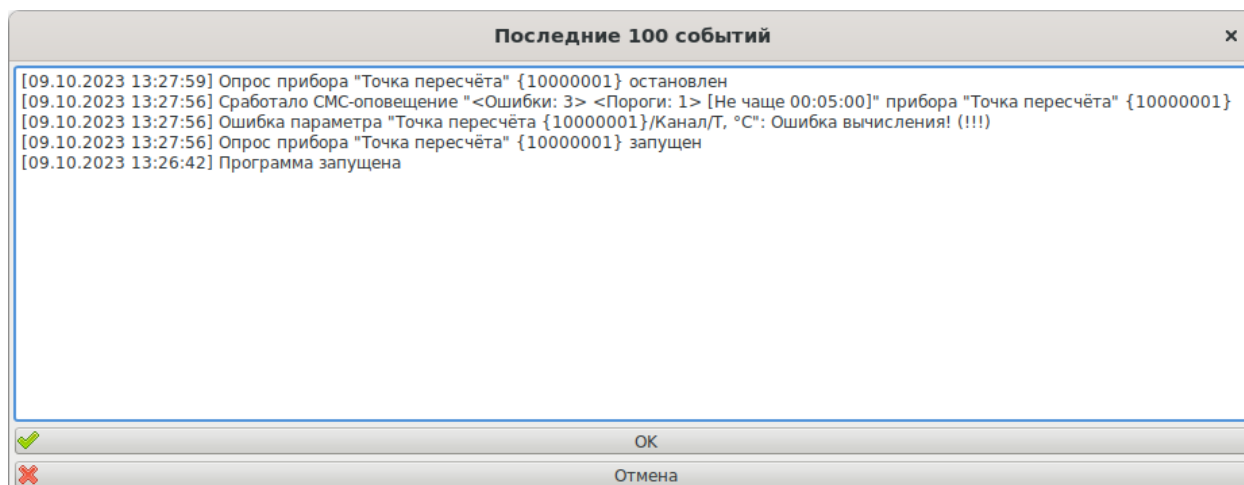 Последние 100 событий
[09.10.2023 13:27:59] Опрос прибора "Точка пересчёта" {10000001} остановлен
[09.10.2023 13:27:56] Сработало СМС-оповещение "<Ошибки: 3> <Пороги: 1> [Не чаще 00:05:00]" прибора "Точка пересчёта" {10000001}
[09.10.2023 13:27:56] Ошибка параметра "Точка пересчёта {10000001}/Канал/T, °C": Ошибка вычисления! (!!!)
[09.10.2023 13:27:56] Опрос прибора "Точка пересчёта" {10000001} запущен
[09.10.2023 13:26:42] Программа запущена
OK
Отмена